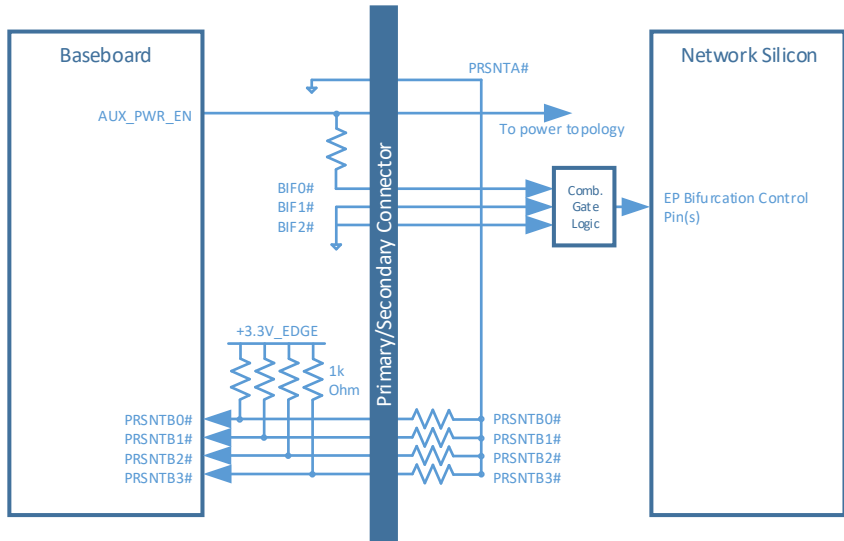 Baseboard
Network Silicon
PRSNTA#
AUX_PWR_EN
To power topology
BIF0#
BIF1#
BIF2#
Comb.
Gate
Logic
EP Bifurcation Control
Pin(s)
Primary/Secondary Connector
+3.3V_EDGE
1k
Ohm
PRSNTB0#
PRSNTB1#
PRSNTB2#
PRSNTB3#
PRSNTB0#
PRSNTB1#
PRSNTB2#
PRSNTB3#